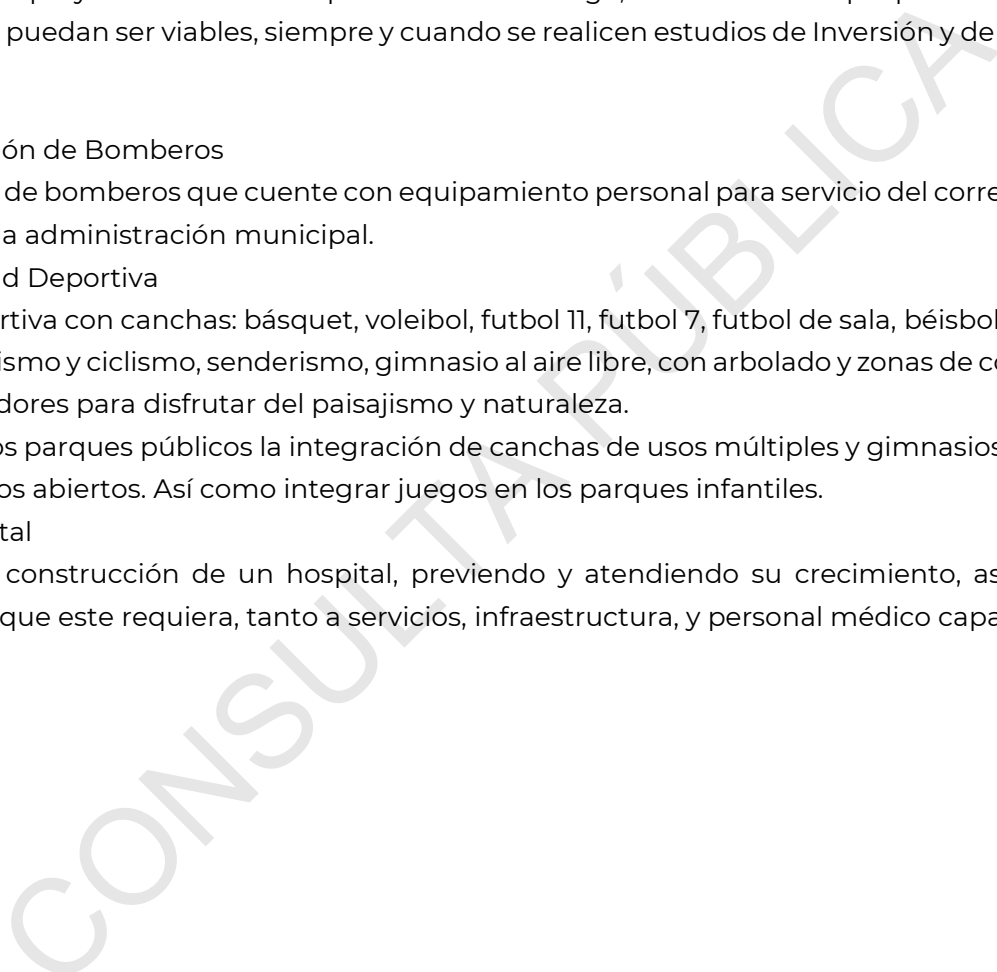 puedan ser viables, siempre y cuando se realicen estudios de Inversión y de
ón de Bomberos
de bomberos que cuente con equipamiento personal para servicio del corre
a administración municipal.
d Deportiva
rtiva con canchas: básquet, voleibol, futbol 11, futbol 7, futbol de sala, béisbol
ismo y ciclismo, senderismo, gimnasio al aire libre, con arbolado y zonas de co
dores para disfrutar del paisajismo y naturaleza.
os parques públicos la integración de canchas de usos múltiples y gimnasios
os abiertos. Así como integrar juegos en los parques infantiles.
tal
construcción de un hospital, previendo y atendiendo su crecimiento, as
que este requiera, tanto a servicios, infraestructura, y personal médico capa
CONSULTA PÚBLICA